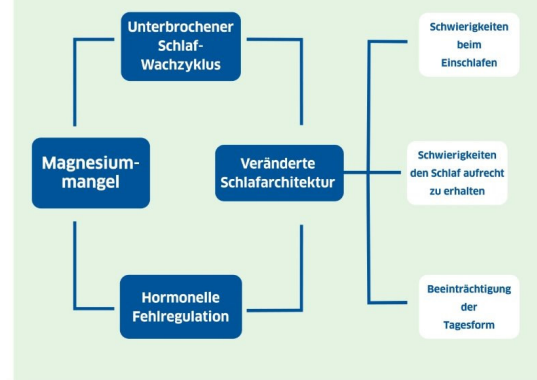 Unterbrochener
Schlaf-
Wachzyklus
Magnesium-
mangel
Hormonelle
Fehlregulation
Veränderte
Schlafarchitektur
Schwierigkeiten
beim
Einschlafen
Schwierigkeiten
den Schlaf aufrecht
zu erhalten
Beeinträchtigung
der
Tagesform